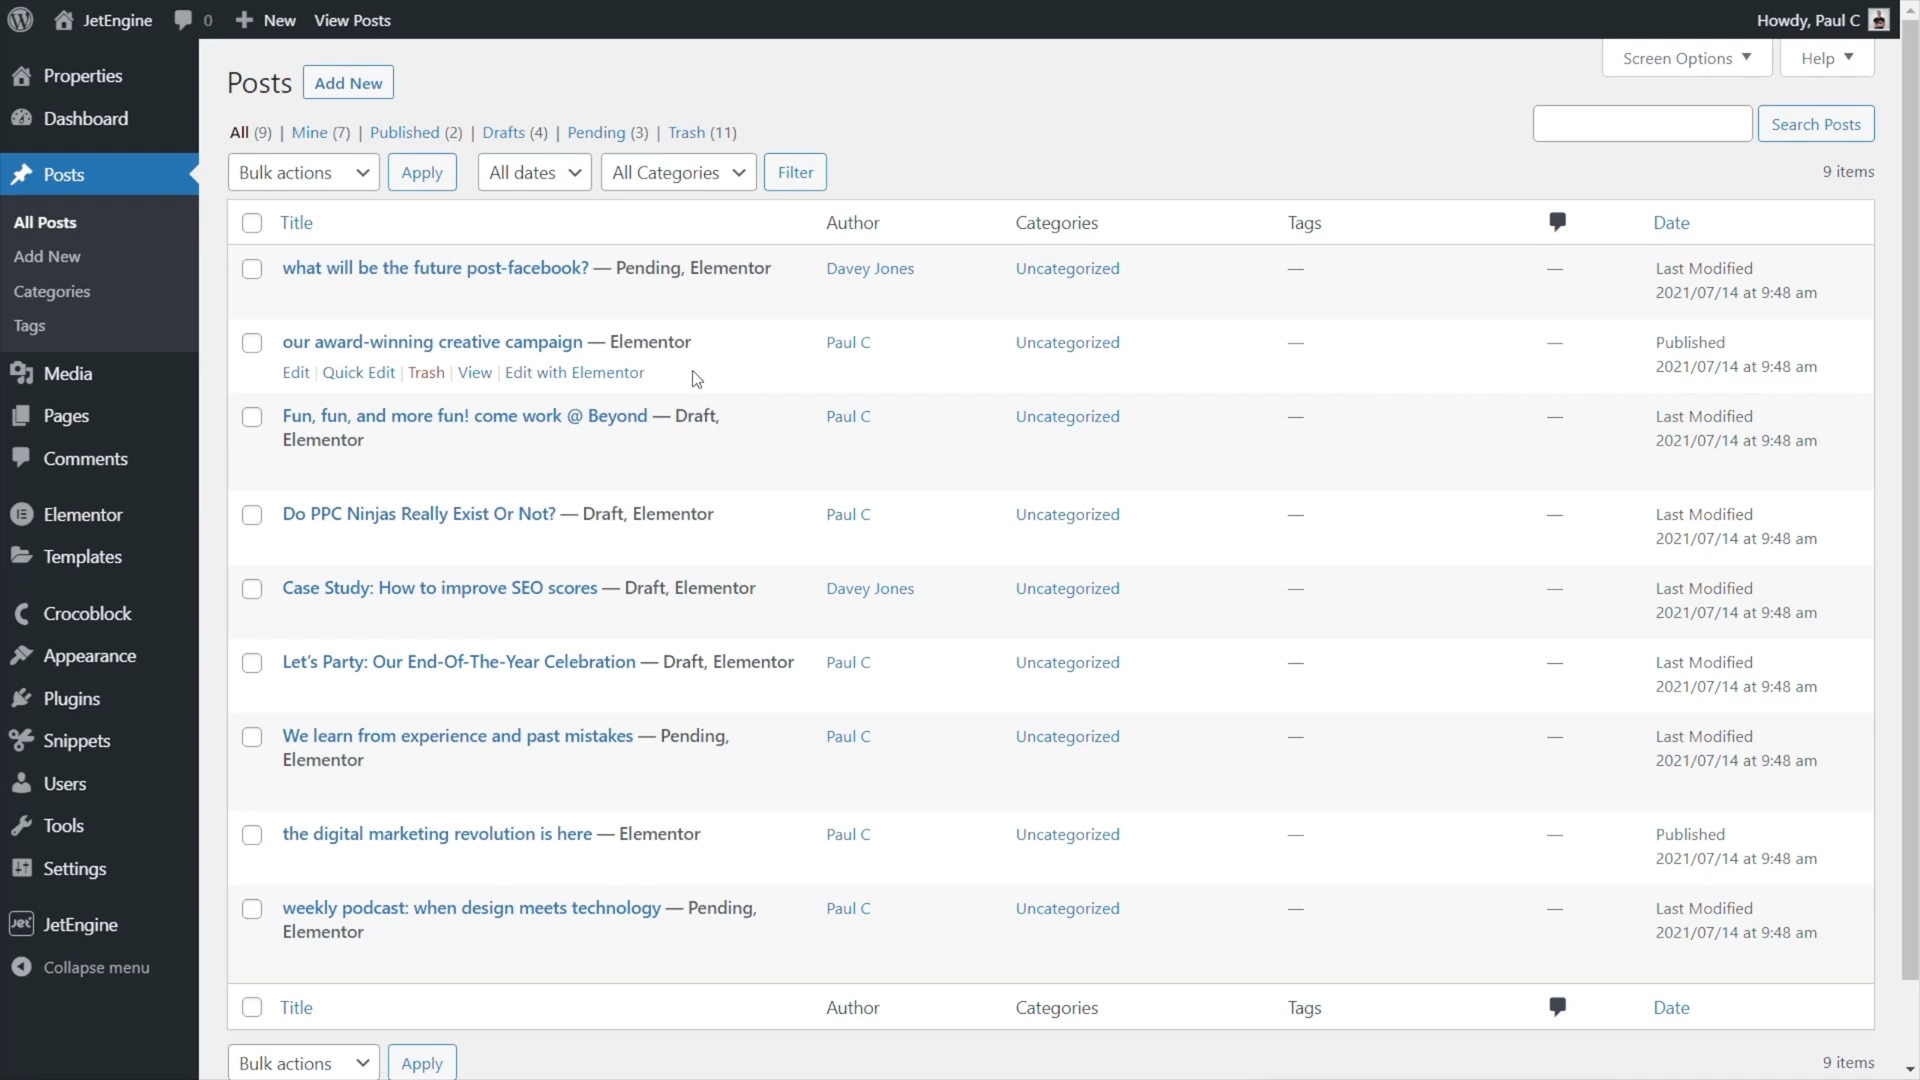 JetEngine 0 New View Posts Howdy, Paul C
Properties
Dashboard
Posts
All Posts
Add New
Categories
Tags
Media
Pages
Comments
Elementor
Templates
Crocoblock
Appearance
Plugins
Snippets
Users
Tools
Settings
Jet JetEngine
Collapse menu
Screen Options Help
Posts Add New
All (9) | Mine (7) | Published (2) | Drafts (4) | Pending (3) | Trash (11)
Search Posts
Bulk actions Apply All dates All Categories Filter 9 items
Title Author Categories Tags Date
what will be the future post-facebook? — Pending, Elementor Davey Jones Uncategorized — — Last Modified
2021/07/14 at 9:48 am
our award-winning creative campaign — Elementor Paul C Uncategorized — — Published
Edit | Quick Edit | Trash | View | Edit with Elementor 2021/07/14 at 9:48 am
Fun, fun, and more fun! come work @ Beyond — Draft, Paul C Uncategorized — — Last Modified
Elementor 2021/07/14 at 9:48 am
Do PPC Ninjas Really Exist Or Not? — Draft, Elementor Paul C Uncategorized — — Last Modified
2021/07/14 at 9:48 am
Case Study: How to improve SEO scores — Draft, Elementor Davey Jones Uncategorized — — Last Modified
2021/07/14 at 9:48 am
Let's Party: Our End-Of-The-Year Celebration — Draft, Elementor Paul C Uncategorized — — Last Modified
2021/07/14 at 9:48 am
We learn from experience and past mistakes — Pending, Paul C Uncategorized — — Last Modified
Elementor 2021/07/14 at 9:48 am
the digital marketing revolution is here — Elementor Paul C Uncategorized — — Published
2021/07/14 at 9:48 am
weekly podcast: when design meets technology — Pending, Paul C Uncategorized — — Last Modified
Elementor 2021/07/14 at 9:48 am
Title Author Categories Tags Date
Bulk actions Apply 9 items